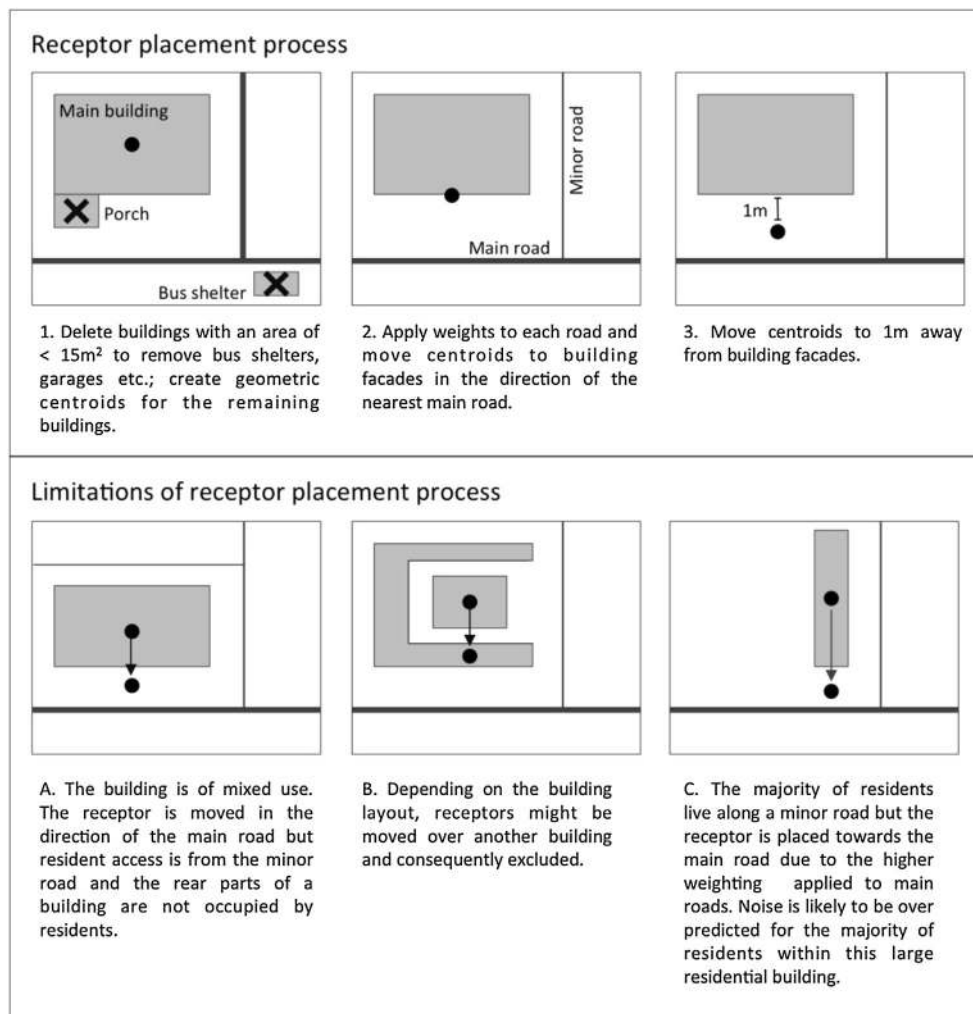 Receptor placement process
Main building
Porch
Bus shelter
Minor road
Main road
1m
1. Delete buildings with an area of
< 15m² to remove bus shelters,
garages etc.; create geometric
centroids for the remaining
buildings.
2. Apply weights to each road and
move centroids to building
facades in the direction of the
nearest main road.
3. Move centroids to 1m away
from building facades.
Limitations of receptor placement process
A. The building is of mixed use.
The receptor is moved in the
direction of the main road but
resident access is from the minor
road and the rear parts of a
building are not occupied by
residents.
B. Depending on the building
layout, receptors might be
moved over another building
and consequently excluded.
C. The majority of residents
live along a minor road but the
receptor is placed towards the
main road due to the higher
weighting applied to main
roads. Noise is likely to be over
predicted for the majority of
residents within this large
residential building.